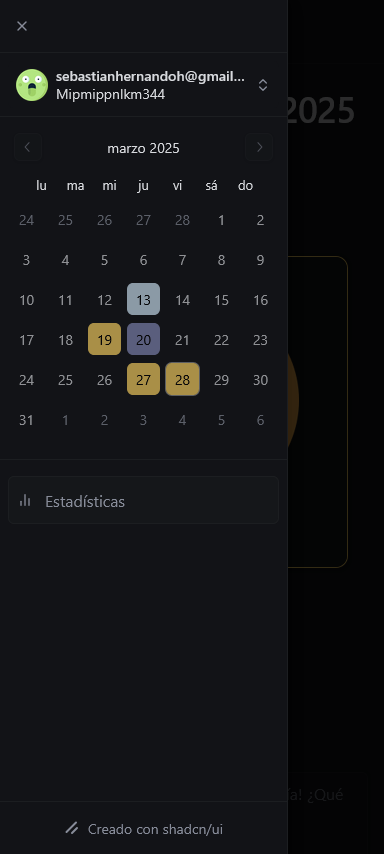 sebastianhernandoh@gmail...
Mipmippnlkm344
2025
marzo 2025
lu ma mi ju vi sá do
24 25 26 27 28 1 2
3 4 5 6 7 8 9
10 11 12 13 14 15 16
17 18 19 20 21 22 23
24 25 26 27 28 29 30
31 1 2 3 4 5 6
Estadísticas
ía! ¿Qué
Creado con shadcn/ui